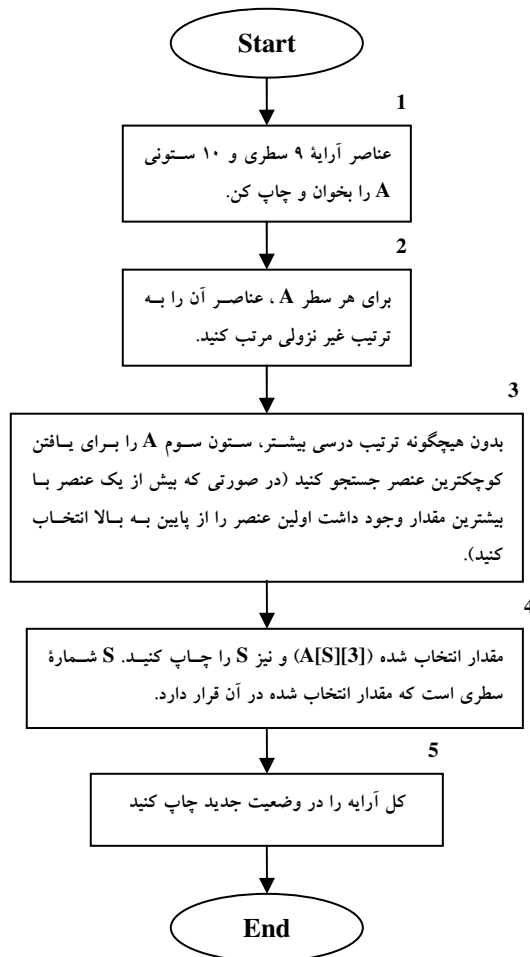 Start
1
عناصر آرایهٔ ۹ سطری و ۱۰ ستونی
A را بخوان و چاپ کن.
2
برای هر سطر A ، عناصر آن را به
ترتیب غیر نزولی مرتب کنید.
3
بدون هیچگونه ترتیب درسی بیشتر، ستون سوم A را برای یافتن
کوچکترین عنصر جستجو کنید (در صورتی که بیش از یک عنصر با
بیشترین مقدار وجود داشت اولین عنصر را از پایین به بالا انتخاب
کنید).
4
مقدار انتخاب شده (A[S][3]) و نیز S را چاپ کنید. S شمارهٔ
سطری است که مقدار انتخاب شده در آن قرار دارد.
5
کل آرایه را در وضعیت جدید چاپ کنید
End